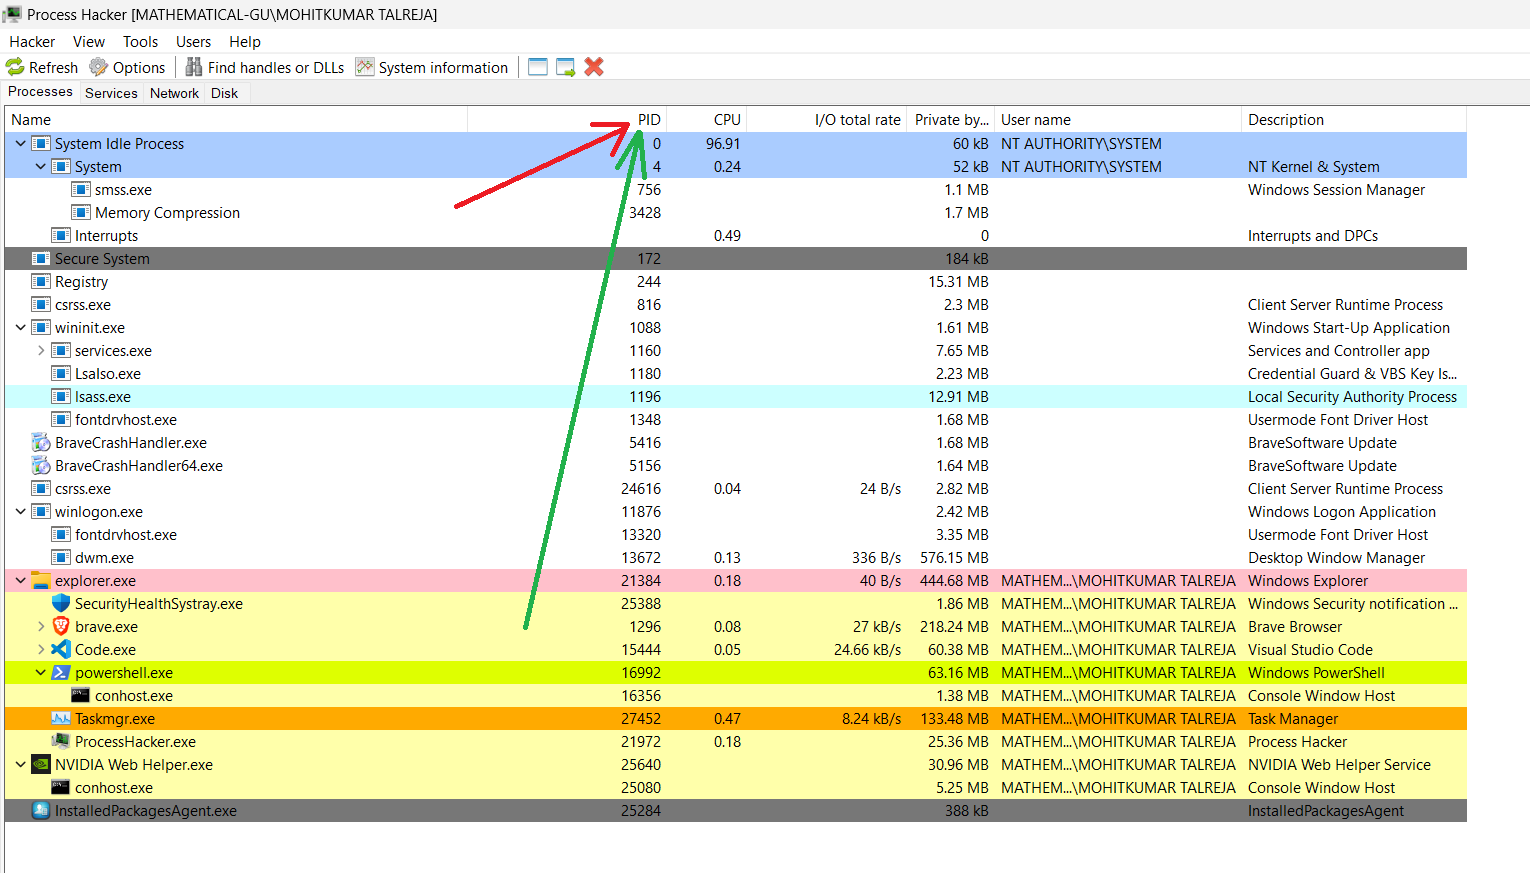 Process Hacker [MATHEMATICAL-GU\MOHITKUMAR TALREJA]
Hacker View Tools Users Help
Refresh Options Find handles or DLLs System information
Processes Services Network Disk
Name PID CPU I/O total rate Private by... User name Description
System Idle Process 0 96.91 60 kB NT AUTHORITY\SYSTEM
System 4 0.24 52 kB NT AUTHORITY\SYSTEM NT Kernel & System
smss.exe 756 1.1 MB Windows Session Manager
Memory Compression 3428 1.7 MB
Interrupts 0.49 0 Interrupts and DPCs
Secure System 172 184 kB
Registry 244 15.31 MB
csrss.exe 816 2.3 MB Client Server Runtime Process
wininit.exe 1088 1.61 MB Windows Start-Up Application
services.exe 1160 7.65 MB Services and Controller app
LsaIso.exe 1180 2.23 MB Credential Guard & VBS Key Is...
lsass.exe 1196 12.91 MB Local Security Authority Process
fontdrvhost.exe 1348 1.68 MB Usermode Font Driver Host
BraveCrashHandler.exe 5416 1.68 MB BraveSoftware Update
BraveCrashHandler64.exe 5156 1.64 MB BraveSoftware Update
csrss.exe 24616 0.04 24 B/s 2.82 MB Client Server Runtime Process
winlogon.exe 11876 2.42 MB Windows Logon Application
fontdrvhost.exe 13320 3.35 MB Usermode Font Driver Host
dwm.exe 13672 0.13 336 B/s 576.15 MB Desktop Window Manager
explorer.exe 21384 0.18 40 B/s 444.68 MB MATHEM...\MOHITKUMAR TALREJA Windows Explorer
SecurityHealthSystray.exe 25388 1.86 MB MATHEM...\MOHITKUMAR TALREJA Windows Security notification ...
brave.exe 1296 0.08 27 kB/s 218.24 MB MATHEM...\MOHITKUMAR TALREJA Brave Browser
Code.exe 15444 0.05 24.66 kB/s 60.38 MB MATHEM...\MOHITKUMAR TALREJA Visual Studio Code
powershell.exe 16992 63.16 MB MATHEM...\MOHITKUMAR TALREJA Windows PowerShell
conhost.exe 16356 1.38 MB MATHEM...\MOHITKUMAR TALREJA Console Window Host
Taskmgr.exe 27452 0.47 8.24 kB/s 133.48 MB MATHEM...\MOHITKUMAR TALREJA Task Manager
ProcessHacker.exe 21972 0.18 25.36 MB MATHEM...\MOHITKUMAR TALREJA Process Hacker
NVIDIA Web Helper.exe 25640 30.96 MB MATHEM...\MOHITKUMAR TALREJA NVIDIA Web Helper Service
conhost.exe 25080 5.25 MB MATHEM...\MOHITKUMAR TALREJA Console Window Host
InstalledPackagesAgent.exe 25284 388 kB InstalledPackagesAgent